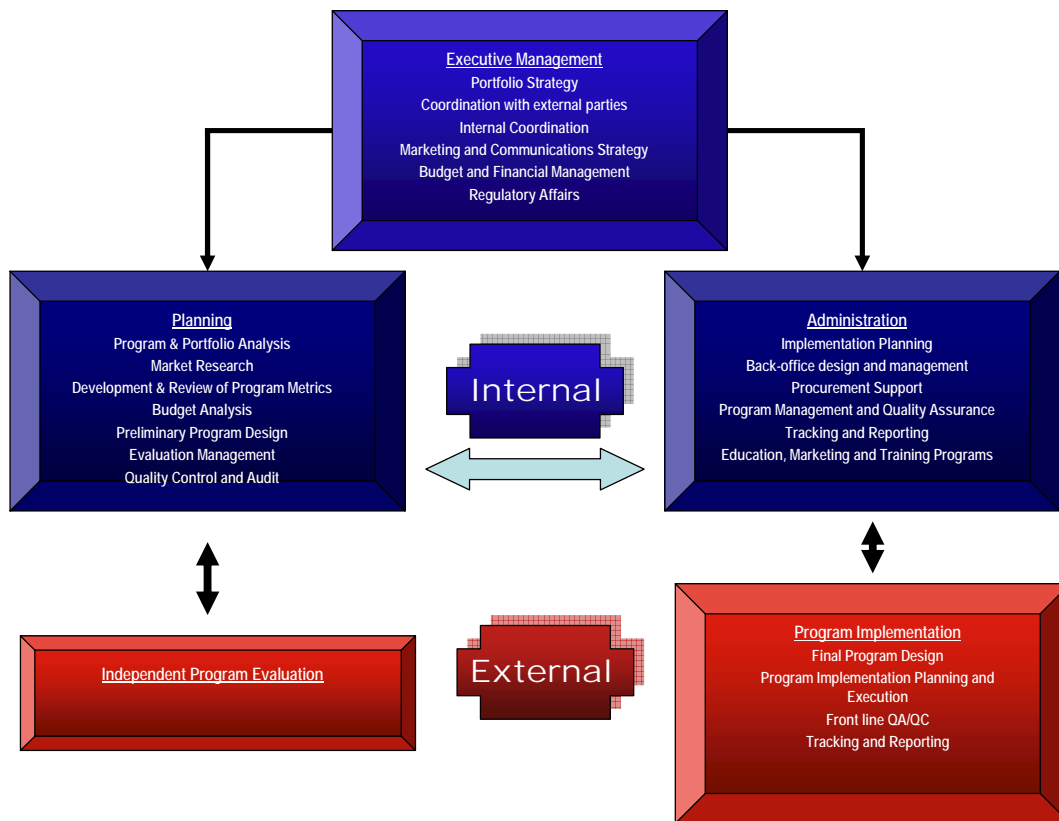 Executive Management
Portfolio Strategy
Coordination with external parties
Internal Coordination
Marketing and Communications Strategy
Budget and Financial Management
Regulatory Affairs
Planning
Program & Portfolio Analysis
Market Research
Development & Review of Program Metrics
Budget Analysis
Preliminary Program Design
Evaluation Management
Quality Control and Audit
Internal
Administration
Implementation Planning
Back-office design and management
Procurement Support
Program Management and Quality Assurance
Tracking and Reporting
Education, Marketing and Training Programs
Independent Program Evaluation
External
Program Implementation
Final Program Design
Program Implementation Planning and
Execution
Front line QA/QC
Tracking and Reporting